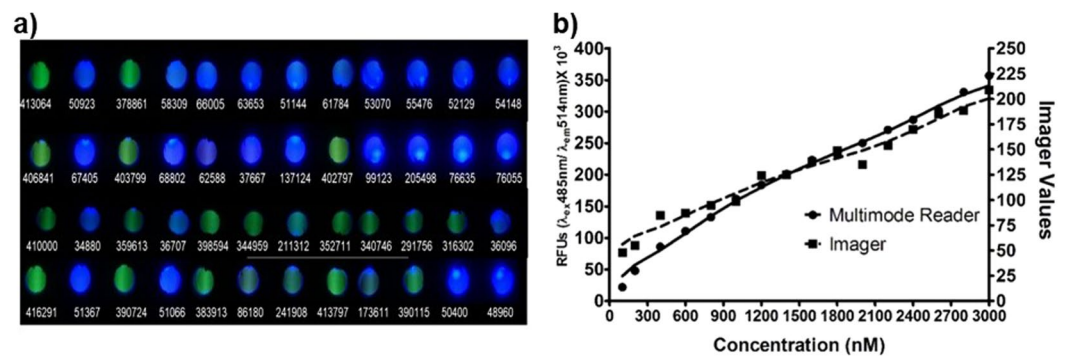 a)
413064 50923 378861 58309 66005 63653 51144 61784 53070 55476 52129 54148
406841 67405 403799 68802 62588 37667 137124 402797 99123 205498 76635 76055
410000 34880 359613 36707 398594 344959 211312 352711 340746 291756 316302 36096
416291 51367 390724 51066 383913 86180 241908 413797 173611 390115 50400 48960
b)
RFUs (λex485nm/ λem514nm)X 10³
400
350
300
250
200
150
100
50
0
250
225
200
175
150
125
100
75
50
25
0
Imager Values
Multimode Reader
Imager
0 300 600 900 1200 1500 1800 2100 2400 2700 3000
Concentration (nM)